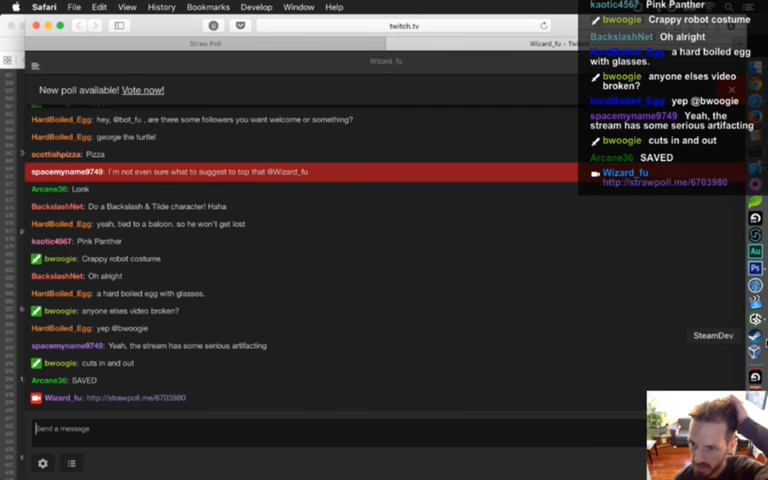 Safari File Edit View History Bookmarks Develop Window Help
twitch.tv
Straw Poll
Wizard_fu - Twitch
Wizard_fu
New poll available! Vote now!
HardBoiled_Egg: hey, @bot_fu , are there some followers you want welcome or something?
HardBoiled_Egg: george the turtle!
scottishpizza: Pizza
spacemyname9749: I'm not even sure what to suggest to top that @Wizard_fu
Arcane36: Lonk
BackslashNet: Do a Backslash & Tilde character! Haha
HardBoiled_Egg: yeah, tied to a baloon. so he won't get lost
kaotic4567: Pink Panther
bwoogie: Crappy robot costume
BackslashNet: Oh alright
HardBoiled_Egg: a hard boiled egg with glasses.
bwoogie: anyone elses video broken?
HardBoiled_Egg: yep @bwoogie
spacemyname9749: Yeah, the stream has some serious artifacting
bwoogie: cuts in and out
Arcane36: SAVED
Wizard_fu: http://strawpoll.me/6703980
Send a message
kaotic4567 Pink Panther
bwoogie Crappy robot costume
BackslashNet Oh alright
HardBoiled_Egg a hard boiled egg
with glasses.
bwoogie anyone elses video
broken?
HardBoiled_Egg yep @bwoogie
spacemyname9749 Yeah, the
stream has some serious artifacting
bwoogie cuts in and out
Arcane36 SAVED
Wizard_fu
http://strawpoll.me/6703980
SteamDev
Au
Ps